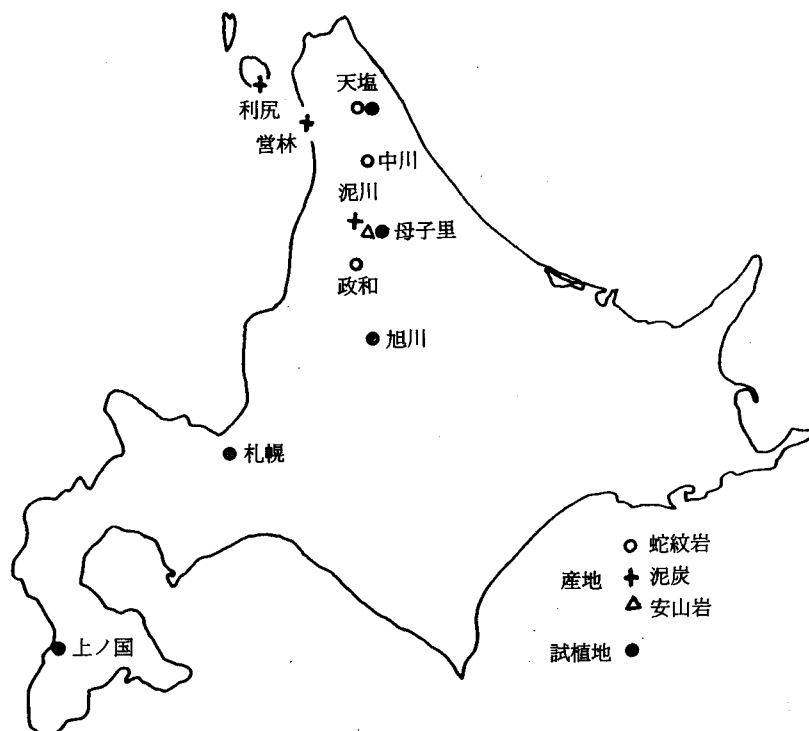 天塩
利尻
営林
中川
泥川
母子里
政和
旭川
札幌
蛇紋岩
産地 泥炭
安山岩
上ノ国
試植地